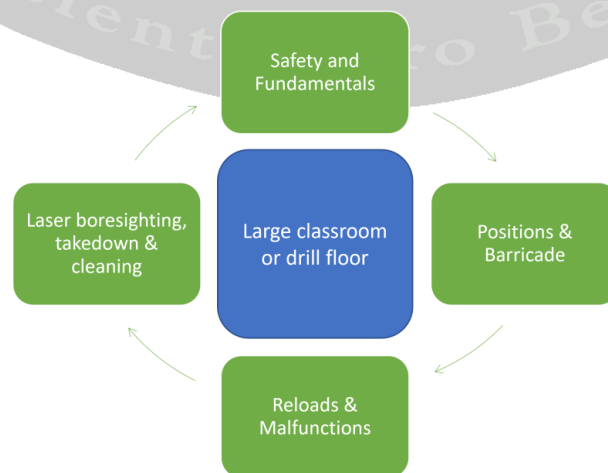 Safety and
Fundamentals
Laser boresighting,
takedown &
cleaning
Large classroom
or drill floor
Positions &
Barricade
Reloads &
Malfunctions